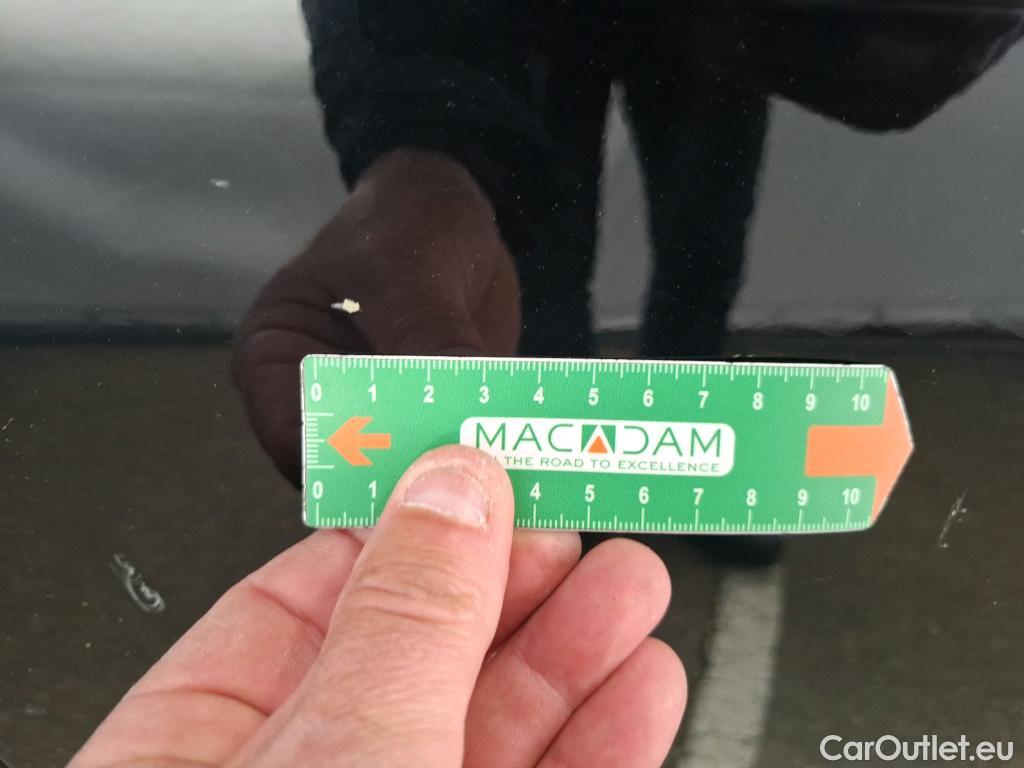 0 1 2 3 4 5 6 7 8 9 10
MACADAM
THE ROAD TO EXCELLENCE
0 1 4 5 6 7 8 9 10
CarOutlet.eu